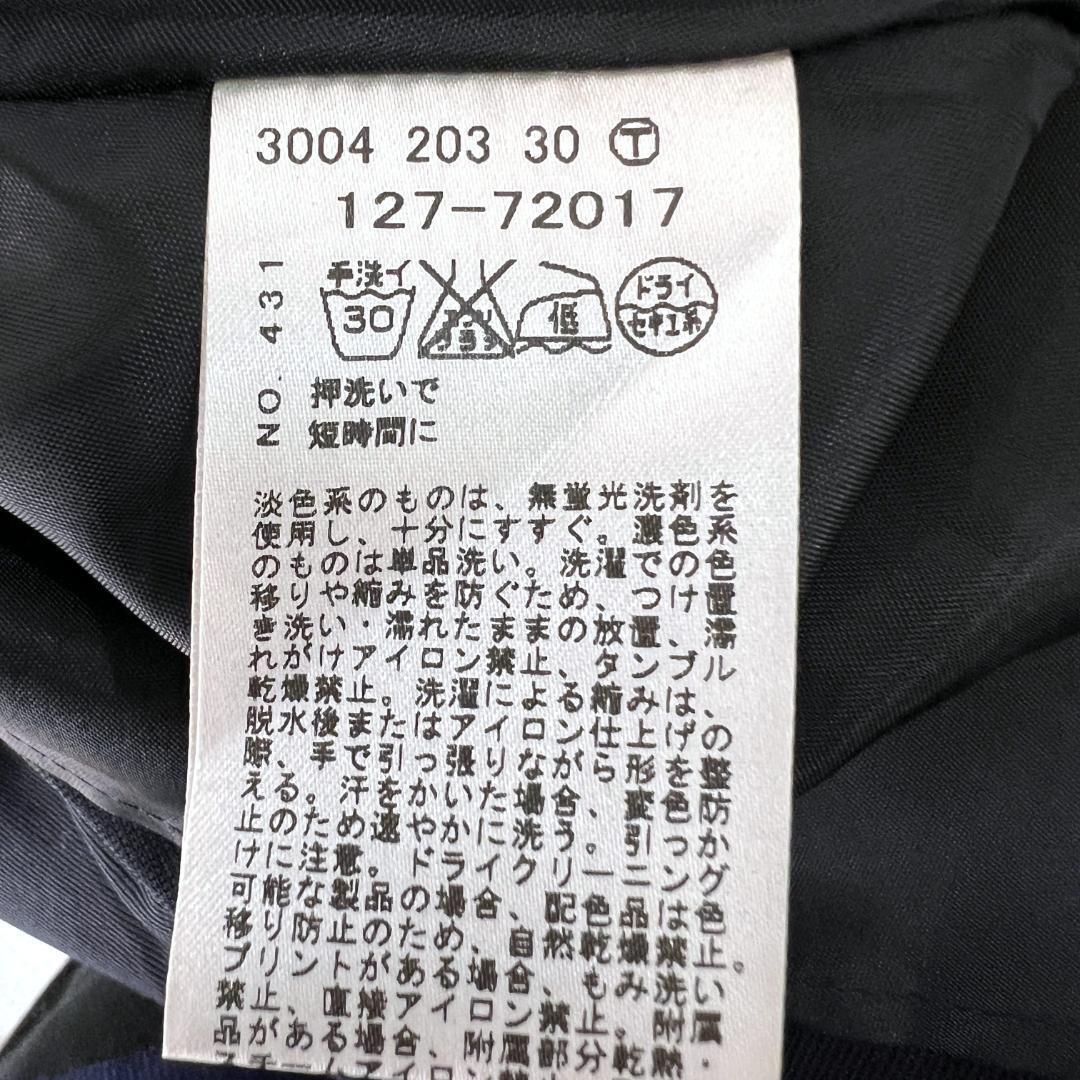 3004 203 30 Ⓣ
127-72017
NO. 431
手洗イ
30
エンソ
サラシ
低
ドライ
セキユ系
押洗いで
短時間に
淡色系のものは、無蛍光洗剤を
使用し、十分にすすぐ。濃色系
のものは単品洗い。洗濯での色
移りや縮みを防ぐため、つけ置
き洗い・濡れたままの放置、濡
れがけアイロン禁止、タンブル
乾燥禁止。洗濯による縮みは、
脱水後またはアイロン仕上げの
際、手で引っ張りながら形を整
える。汗をかいた場合、変色防
止のため速やかに洗う。引っか
けに注意。ドライクリーニング
可能な製品の場合、配色品は色
移り防止のため、自然乾燥禁止。
プリントがある場合、もみ洗い
禁止、直接アイロン禁止。附属
品がある場合、附属部分乾熱・